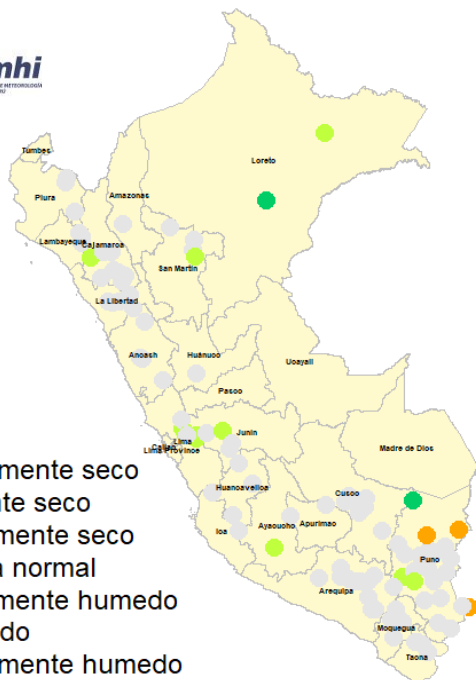 mhi
Tumbes
Loreto
Piura
Amazonas
Lambayeque
Cajamarca
San Martin
La Libertad
Ancash
Huánuco
Ucayali
Pasco
Junin
Lima
Callao
Lima Province
Madre de Dios
Huancavelica
Cusco
Ica
Ayacucho
Apurimac
Puno
Arequipa
Moquegua
Tacna
mente seco
nte seco
mente seco
a normal
mente humedo
do
mente humedo